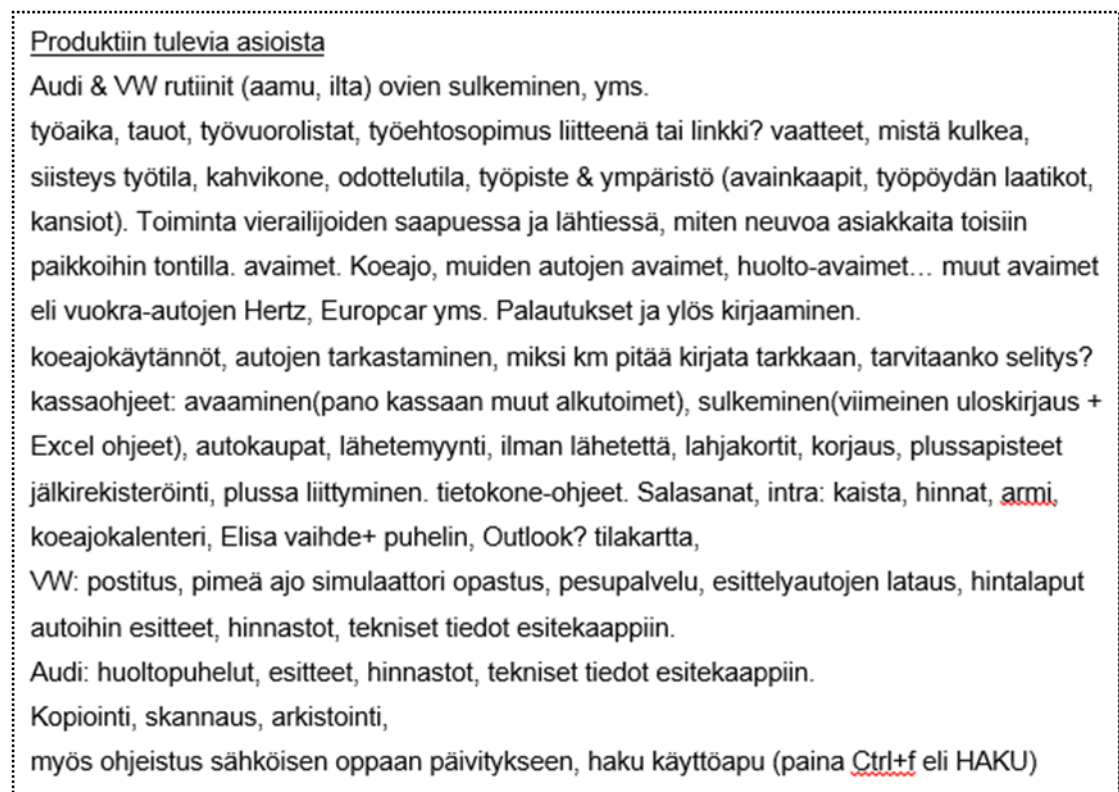 Produktiin tulevia asioista
Audi & VW rutiinit (aamu, ilta) ovien sulkeminen, yms.
työaika, tauot, työvuorolistat, työehtosopimus liitteenä tai linkki? vaatteet, mistä kulkea,
siisteys työtila, kahvikone, odottelutila, työpiste & ympäristö (avainkaapit, työpöydän laatikot,
kansiot). Toiminta vierailijoiden saapuessa ja lähtiessä, miten neuvoa asiakkaita toisiin
paikkoihin tontilla. avaimet. Koeajo, muiden autojen avaimet, huolto-avaimet... muut avaimet
eli vuokra-autojen Hertz, Europcar yms. Palautukset ja ylös kirjaaminen.
koeajokäytännöt, autojen tarkastaminen, miksi km pitää kirjata tarkkaan, tarvitaanko selitys?
kassaohjeet: avaaminen(pano kassaan muut alkutoimet), sulkeminen(viimeinen uloskirjaus +
Excel ohjeet), autokaupat, lähetemyynti, ilman lähetettä, lahjakortit, korjaus, plussapisteet
jälkirekisteröinti, plussa liittyminen. tietokone-ohjeet. Salasanat, intra: kaista, hinnat, armi,
koeajokalenteri, Elisa vaihde+ puhelin, Outlook? tilakartta,
VW: postitus, pimeä ajo simulaattori opastus, pesupalvelu, esittelyautojen lataus, hintalaput
autoihin esitteet, hinnastot, tekniset tiedot esitekaappiin.
Audi: huoltopuhelut, esitteet, hinnastot, tekniset tiedot esitekaappiin.
Kopiointi, skannaus, arkistointi,
myös ohjeistus sähköisen oppaan päivitykseen, haku käyttöapu (paina Ctrl+f eli HAKU)